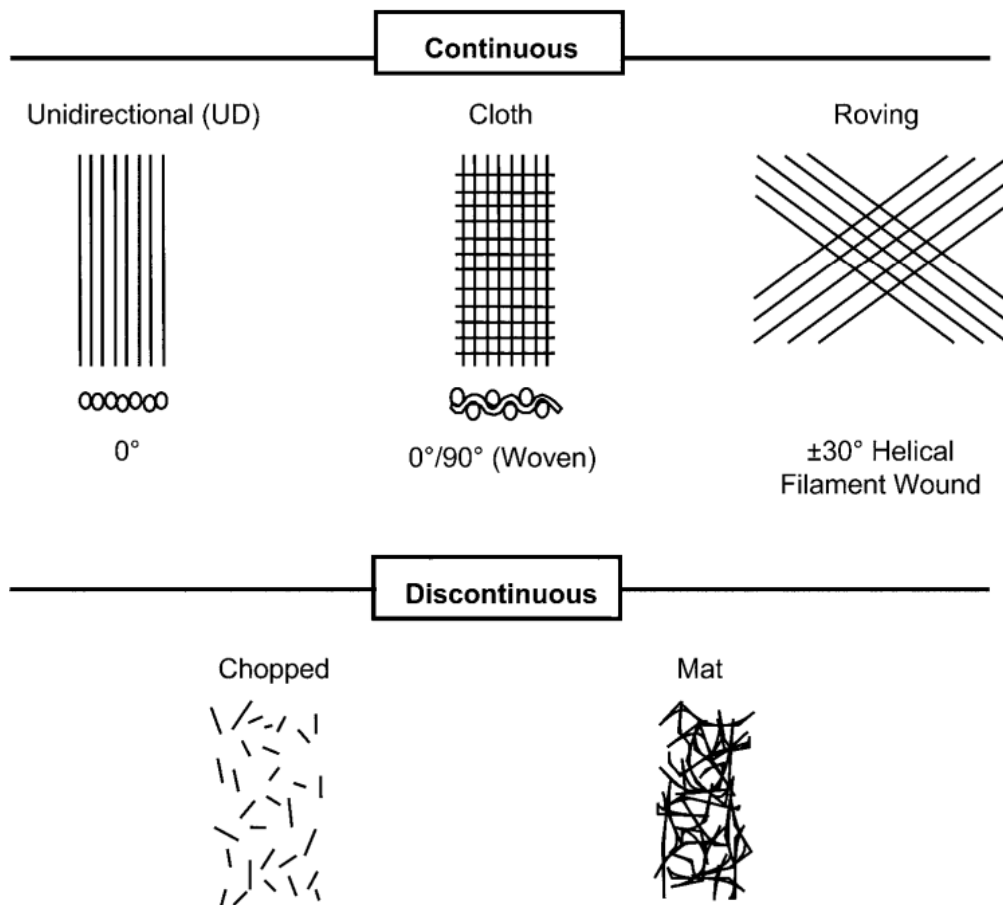 Continuous
Unidirectional (UD)
Cloth
Roving
0°
0°/90° (Woven)
±30° Helical
Filament Wound
Discontinuous
Chopped
Mat